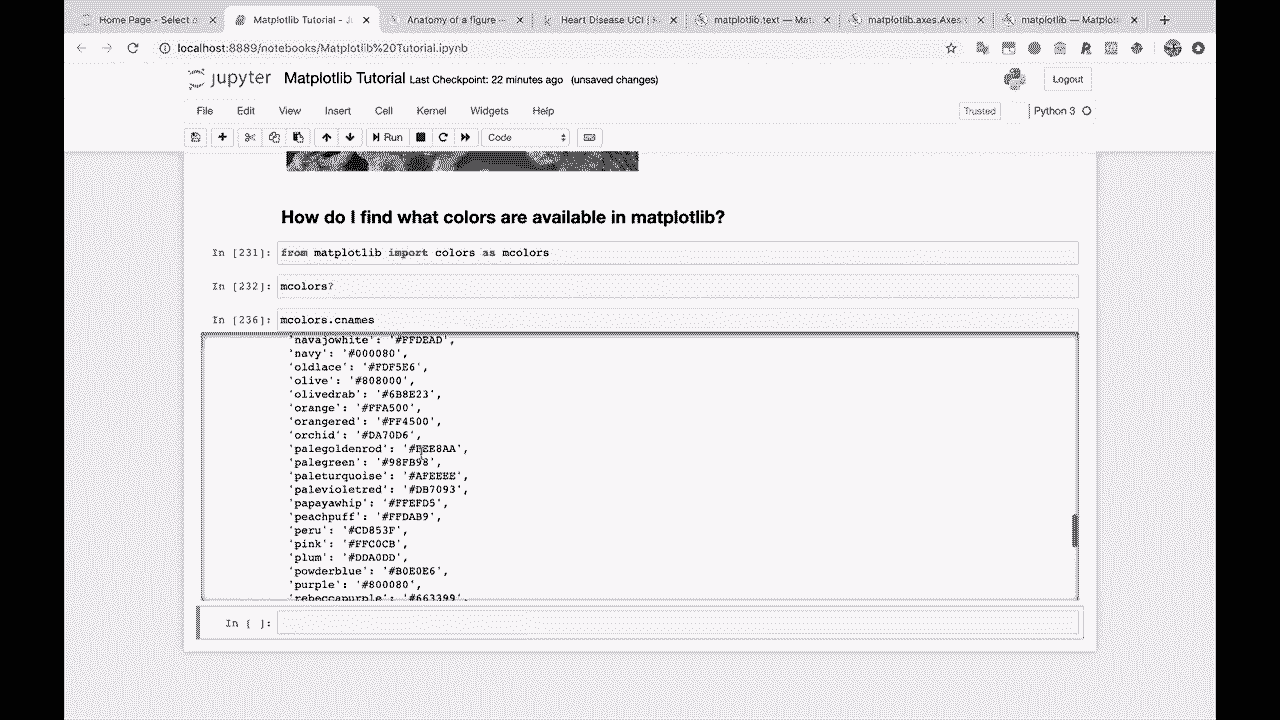 Home Page - Select
Matplotlib Tutorial - J
Anatomy of a figure —
Heart Disease UCI |
matplotlib.text — Mat
matplotlib.axes.Axes
matplotlib — Matplot
localhost:8889/notebooks/Matplotlib%20Tutorial.ipynb
jupyter Matplotlib Tutorial Last Checkpoint: 22 minutes ago (unsaved changes)
Logout
File Edit View Insert Cell Kernel Widgets Help
Trusted
Python 3
Run
Code
How do I find what colors are available in matplotlib?
In [231]: from matplotlib import colors as mcolors
In [232]: mcolors?
In [236]: mcolors.cnames
'navajowhite': '#FFDEAD',
'navy': '#000080',
'oldlace': '#FDF5E6',
'olive': '#808000',
'olivedrab': '#6B8E23',
'orange': '#FFA500',
'orangered': '#FF4500',
'orchid': '#DA70D6',
'palegoldenrod': '#EEE8AA',
'palegreen': '#98FB98',
'paleturquoise': '#AFEEEE',
'palevioletred': '#DB7093',
'papayawhip': '#FFEFD5',
'peachpuff': '#FFDAB9',
'peru': '#CD853F',
'pink': '#FFC0CB',
'plum': '#DDA0DD',
'powderblue': '#B0E0E6',
'purple': '#800080',
'rebeccapurple': '#663399',
In [ ]: